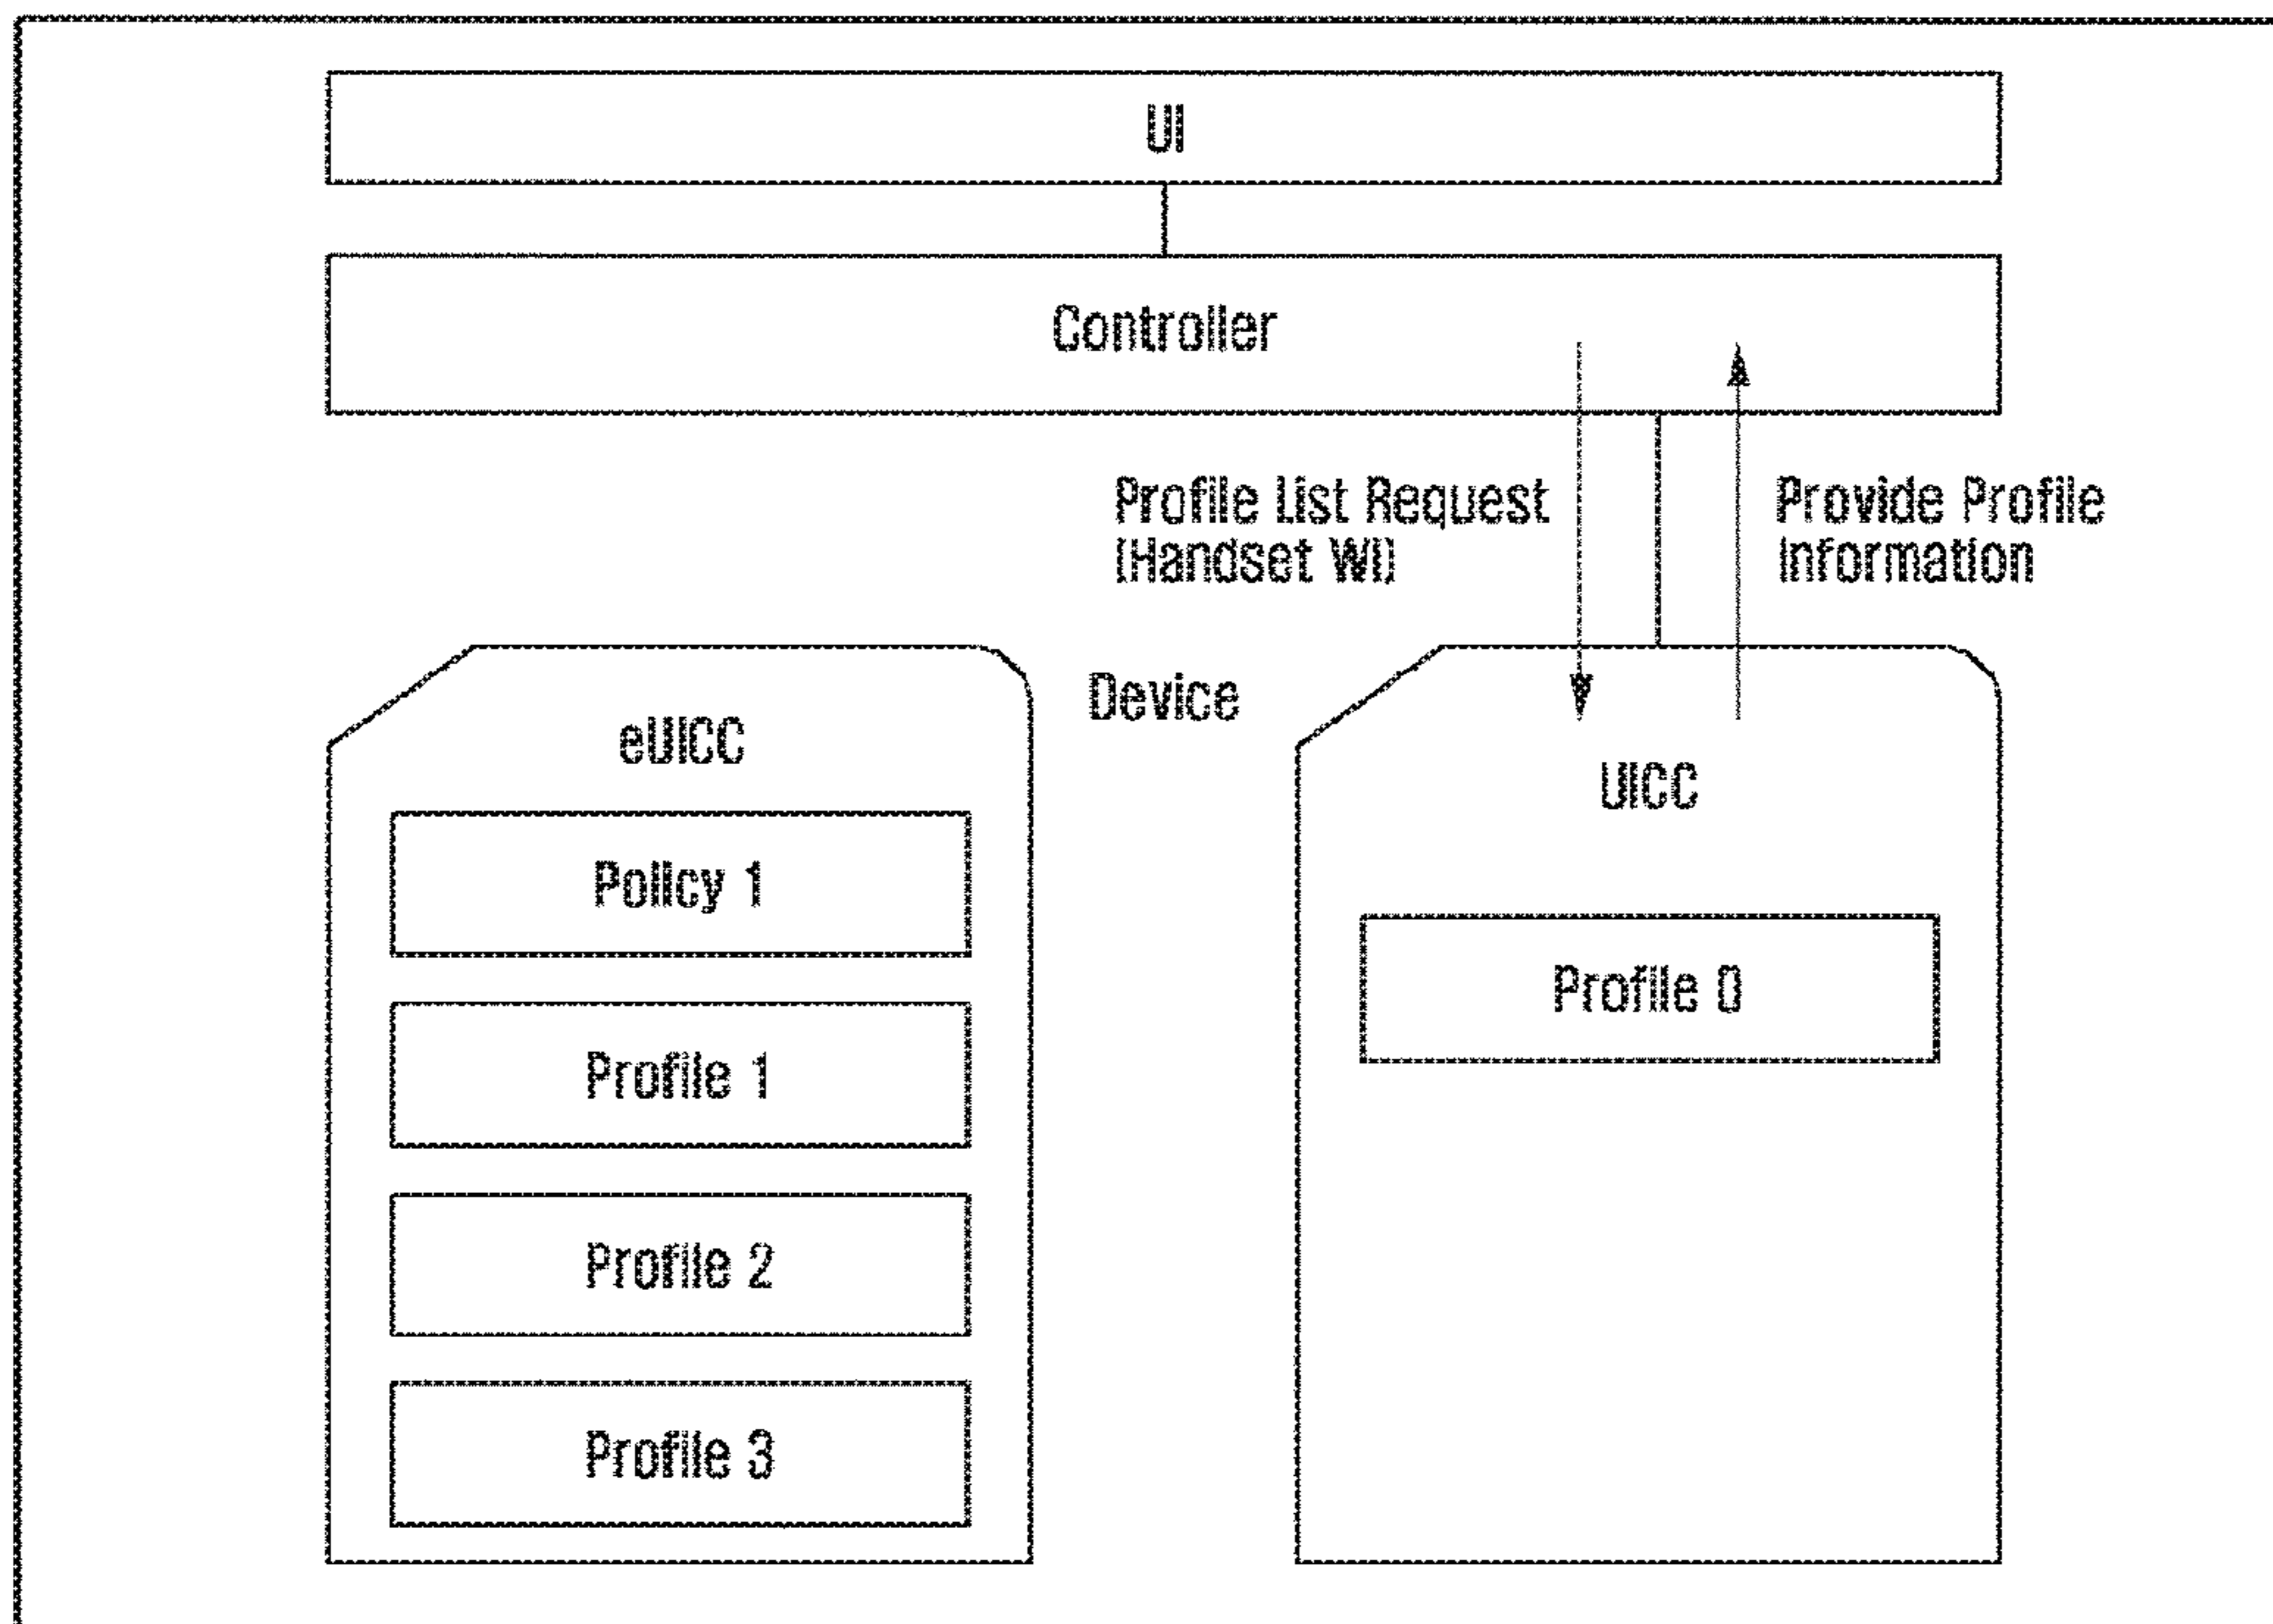 UI
Controller
Profile List Request
(Handset WI)
Provide Profile
Information
Device
eUICC
Policy 1
Profile 1
Profile 2
Profile 3
UICC
Profile 0